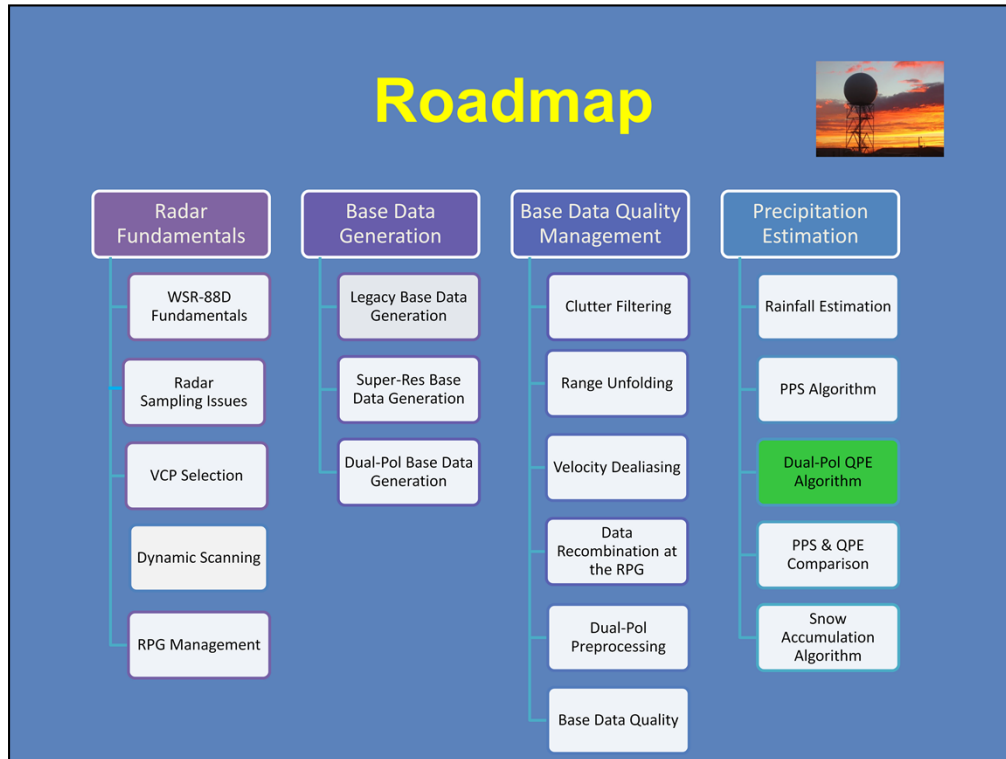 Roadmap
Radar
Fundamentals
WSR-88D
Fundamentals
Radar
Sampling Issues
VCP Selection
Dynamic Scanning
RPG Management
Base Data
Generation
Legacy Base Data
Generation
Super-Res Base
Data Generation
Dual-Pol Base Data
Generation
Base Data Quality
Management
Clutter Filtering
Range Unfolding
Velocity Dealiasing
Data
Recombination at
the RPG
Dual-Pol
Preprocessing
Base Data Quality
Precipitation
Estimation
Rainfall Estimation
PPS Algorithm
Dual-Pol QPE
Algorithm
PPS & QPE
Comparison
Snow
Accumulation
Algorithm